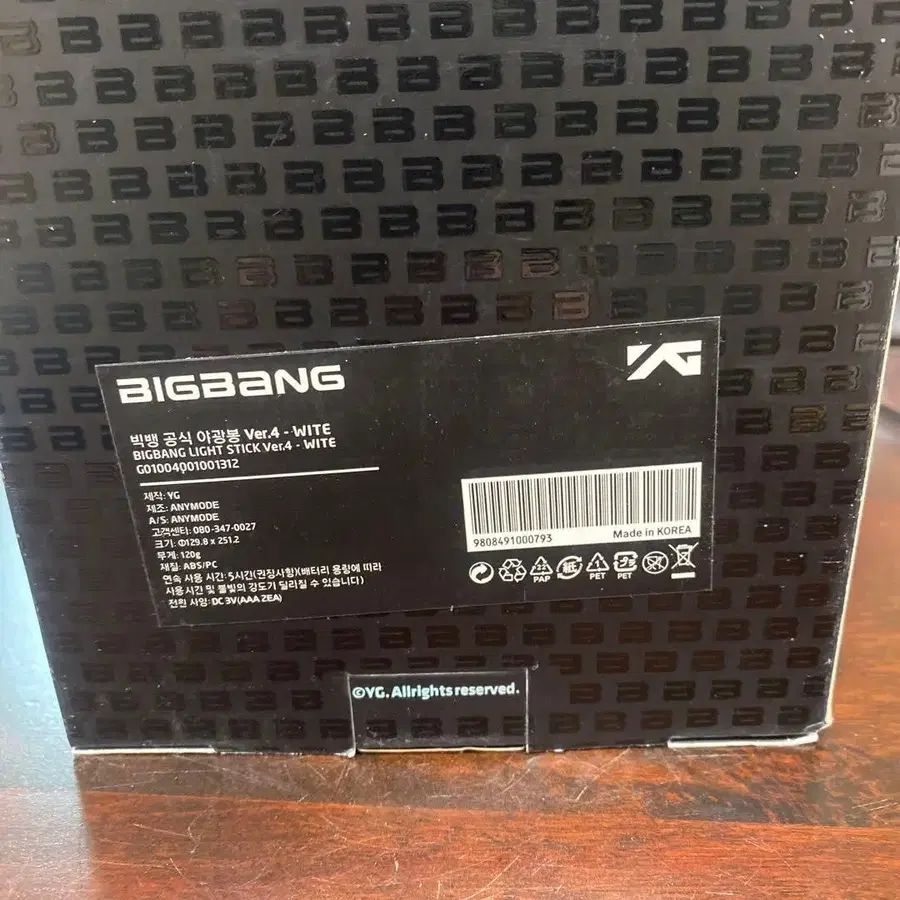 BIGBANG
YG
빅뱅 공식 야광봉 Ver.4 - WITE
BIGBANG LIGHT STICK Ver.4 - WITE
G01004Q01001312
제작: YG
제조: ANYMODE
A/S: ANYMODE
고객센터: 080-347-0027
크기: Φ129.8 x 251.2
무게: 120g
재질: ABS/PC
연속 사용 시간: 5시간(권장사항)(배터리 용량에 따라
사용 시간 및 불빛의 강도가 달라질 수 있습니다)
전원 사양: DC 3V(AAA 2EA)
9808491000793
Made in KOREA
PAP
PET
PET
©YG. Allrights reserved.